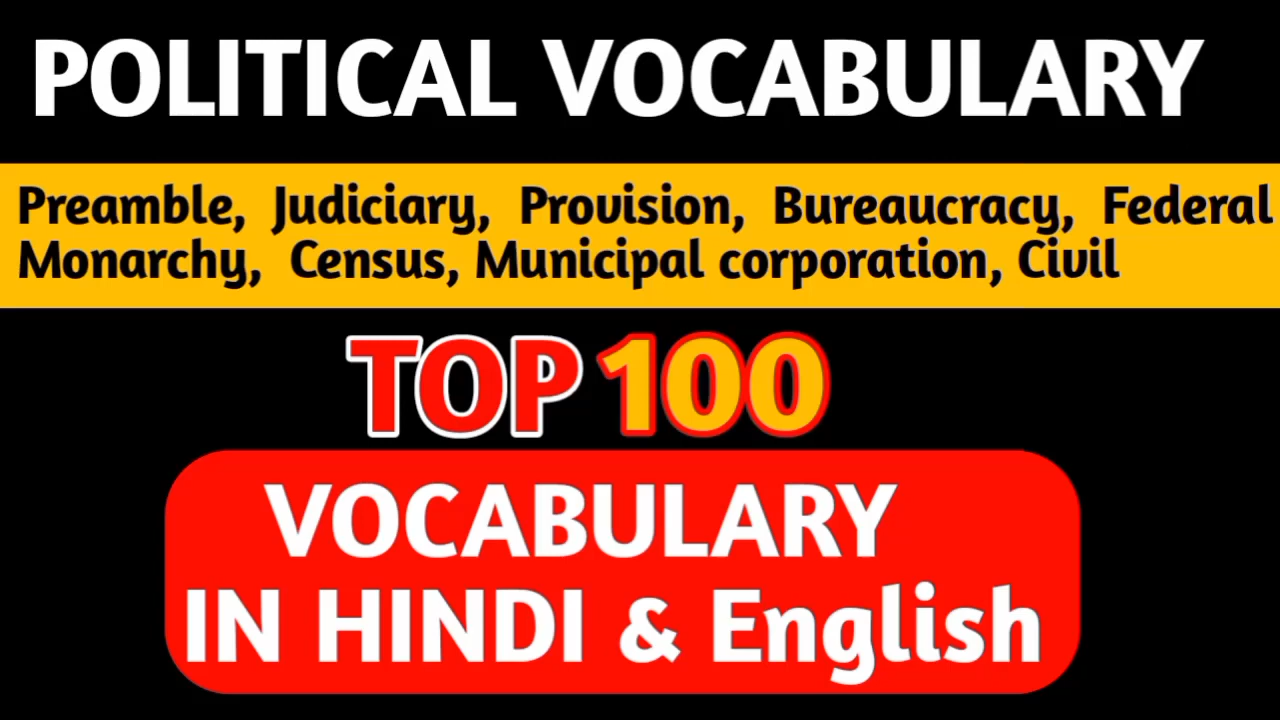 POLITICAL VOCABULARY
Preamble, Judiciary, Provision, Bureaucracy, Federal
Monarchy, Census, Municipal corporation, Civil
TOP 100
VOCABULARY
IN HINDI & English